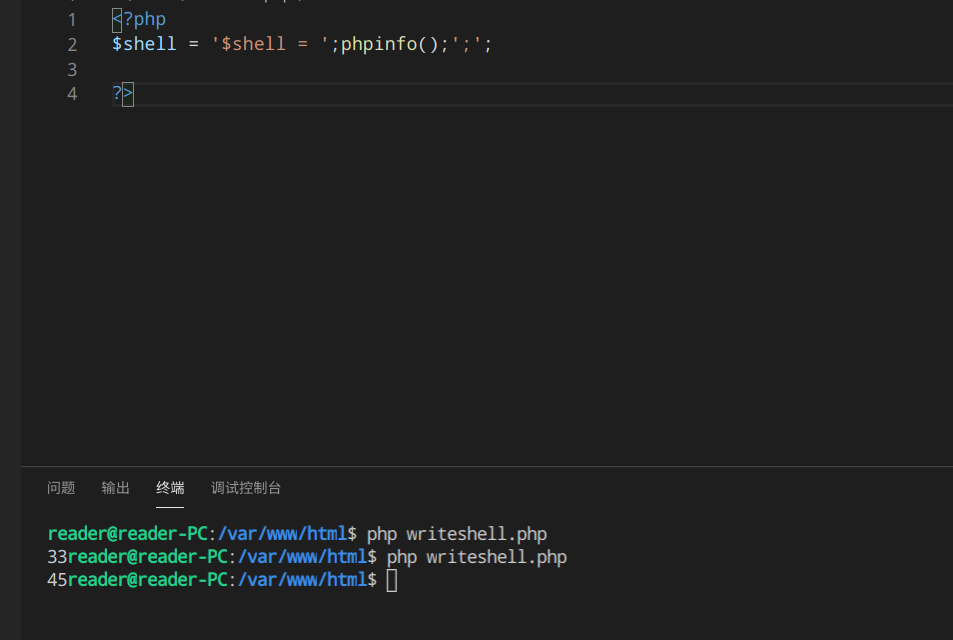 1 <?php
2 $shell = '$shell = ';phpinfo();';';
3
4 ?>
问题 输出 终端 调试控制台
reader@reader-PC:/var/www/html$ php writeshell.php
33reader@reader-PC:/var/www/html$ php writeshell.php
45reader@reader-PC:/var/www/html$